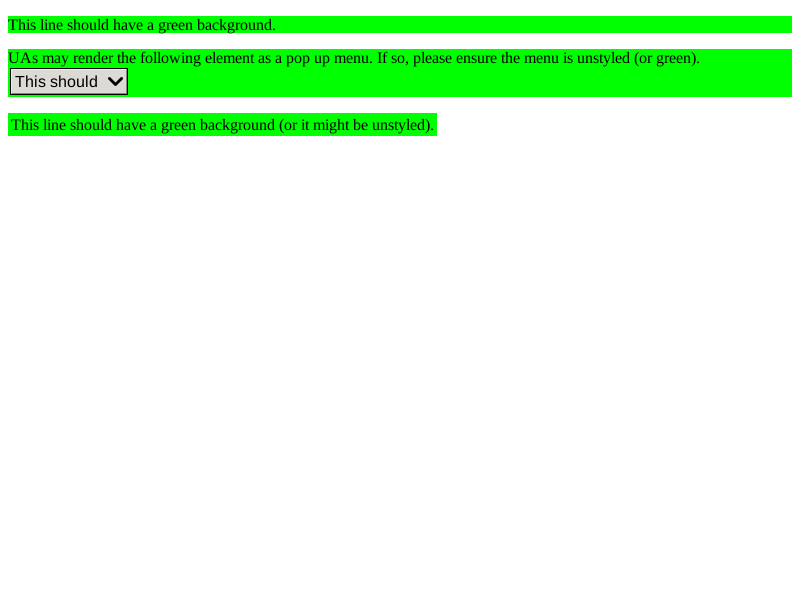 This line should have a green background.
UAs may render the following element as a pop up menu. If so, please ensure the menu is unstyled (or green).
This should
This line should have a green background (or it might be unstyled).